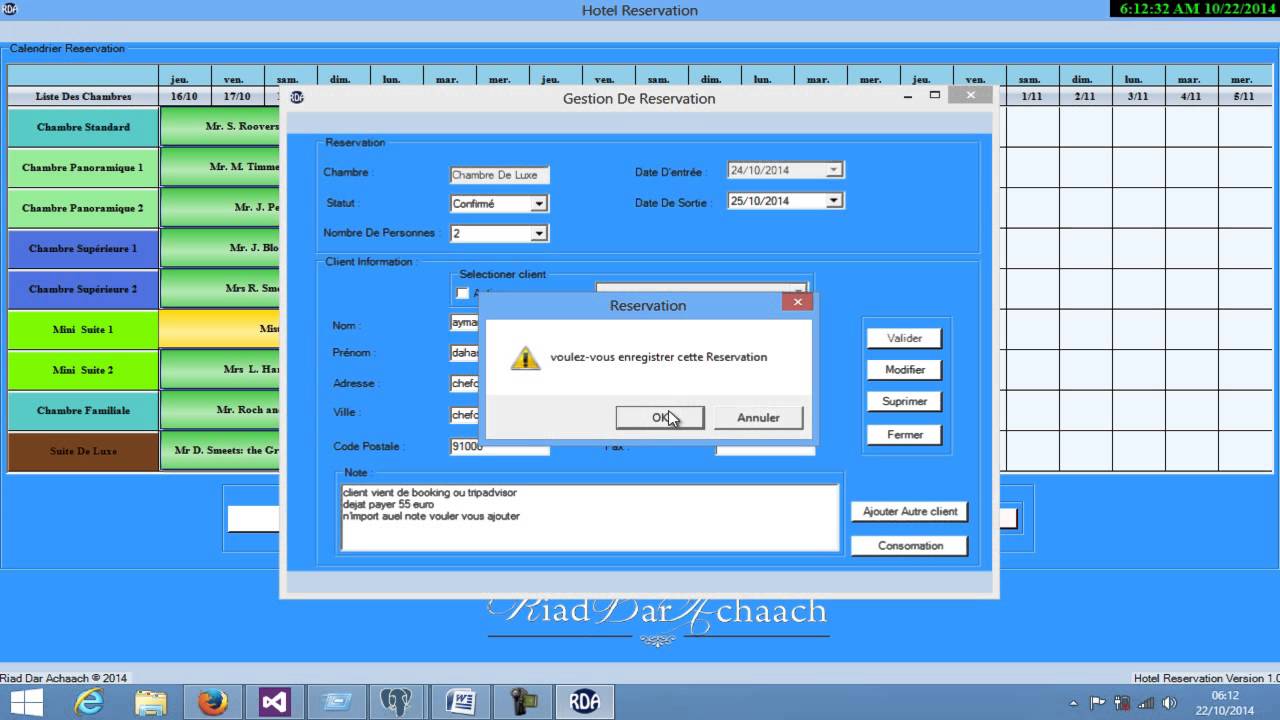 Hotel Reservation
6:12:32 AM 10/22/2014
Calendrier Reservation
jeu. ven. sam. dim. lun. mar. mer. jeu. ven. sam. dim. lun. mar. mer. jeu. ven. sam. dim. lun. mar. mer.
Liste Des Chambres 16/10 17/10 1/11 2/11 3/11 4/11 5/11
Gestion De Reservation
Chambre Standard Mr. S. Roovers
Chambre Panoramique 1 Mr. M. Timme
Chambre Panoramique 2 Mr. J. Pe
Chambre Supérieure 1 Mr. J. Blo
Chambre Supérieure 2 Mrs R. Sme
Mini Suite 1
Mini Suite 2 Mrs L. Ha
Chambre Familiale Mr. Roch an
Suite De Luxe Mr D. Smeets: the Gr
Reservation
Chambre : Chambre De Luxe Date D'entrée : 24/10/2014
Statut : Confirmé Date De Sortie : 25/10/2014
Nombre De Personnes : 2
Client Information :
Selectioner client
Nom : ayma
Prénom : daha
Adresse : chefc
Ville : chefc
Code Postale : 91000 Fax :
Reservation
voulez-vous enregistrer cette Reservation
OK Annuler
Valider
Modifier
Suprimer
Fermer
Note :
client vient de booking ou tripadvisor
dejat payer 55 euro
n'import auel note vouler vous ajouter
Ajouter Autre client
Consomation
Riad Dar Achaach
Riad Dar Achaach © 2014
Hotel Reservation Version 1.0
RDA
06:12
22/10/2014